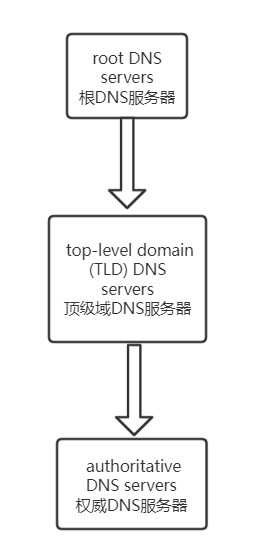 root DNS
servers
根DNS服务器
top-level domain
(TLD) DNS
servers
顶级域DNS服务器
authoritative
DNS servers
权威DNS服务器